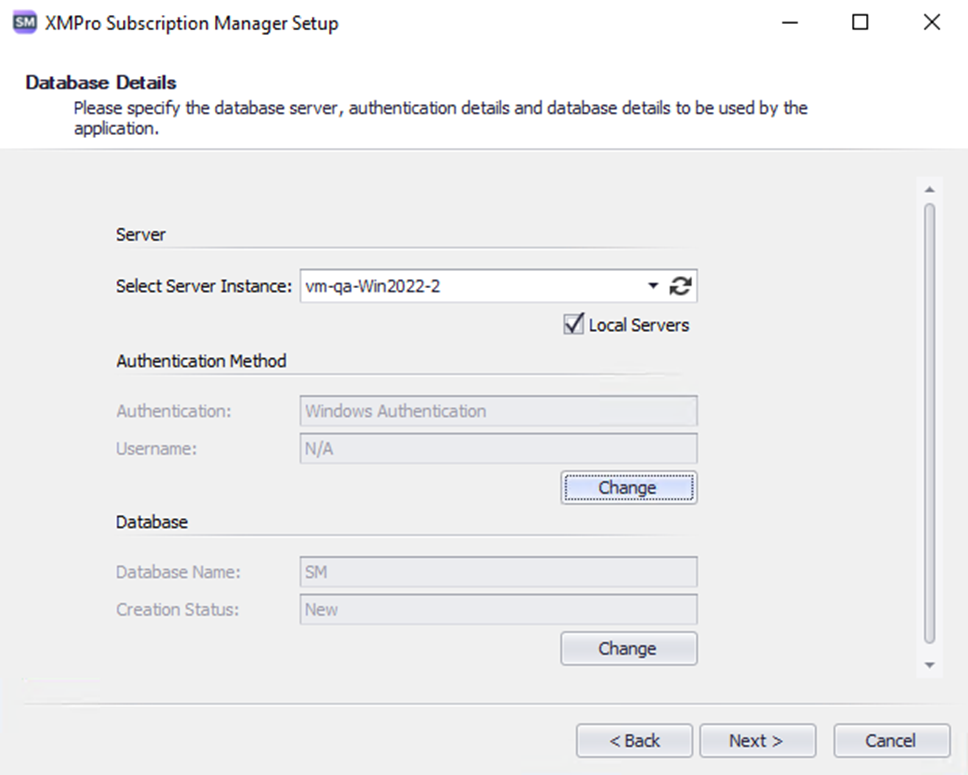 SM XMPro Subscription Manager Setup
Database Details
Please specify the database server, authentication details and database details to be used by the
application.
Server
Select Server Instance: vm-qa-Win2022-2
Local Servers
Authentication Method
Authentication: Windows Authentication
Username: N/A
Change
Database
Database Name: SM
Creation Status: New
Change
< Back Next > Cancel